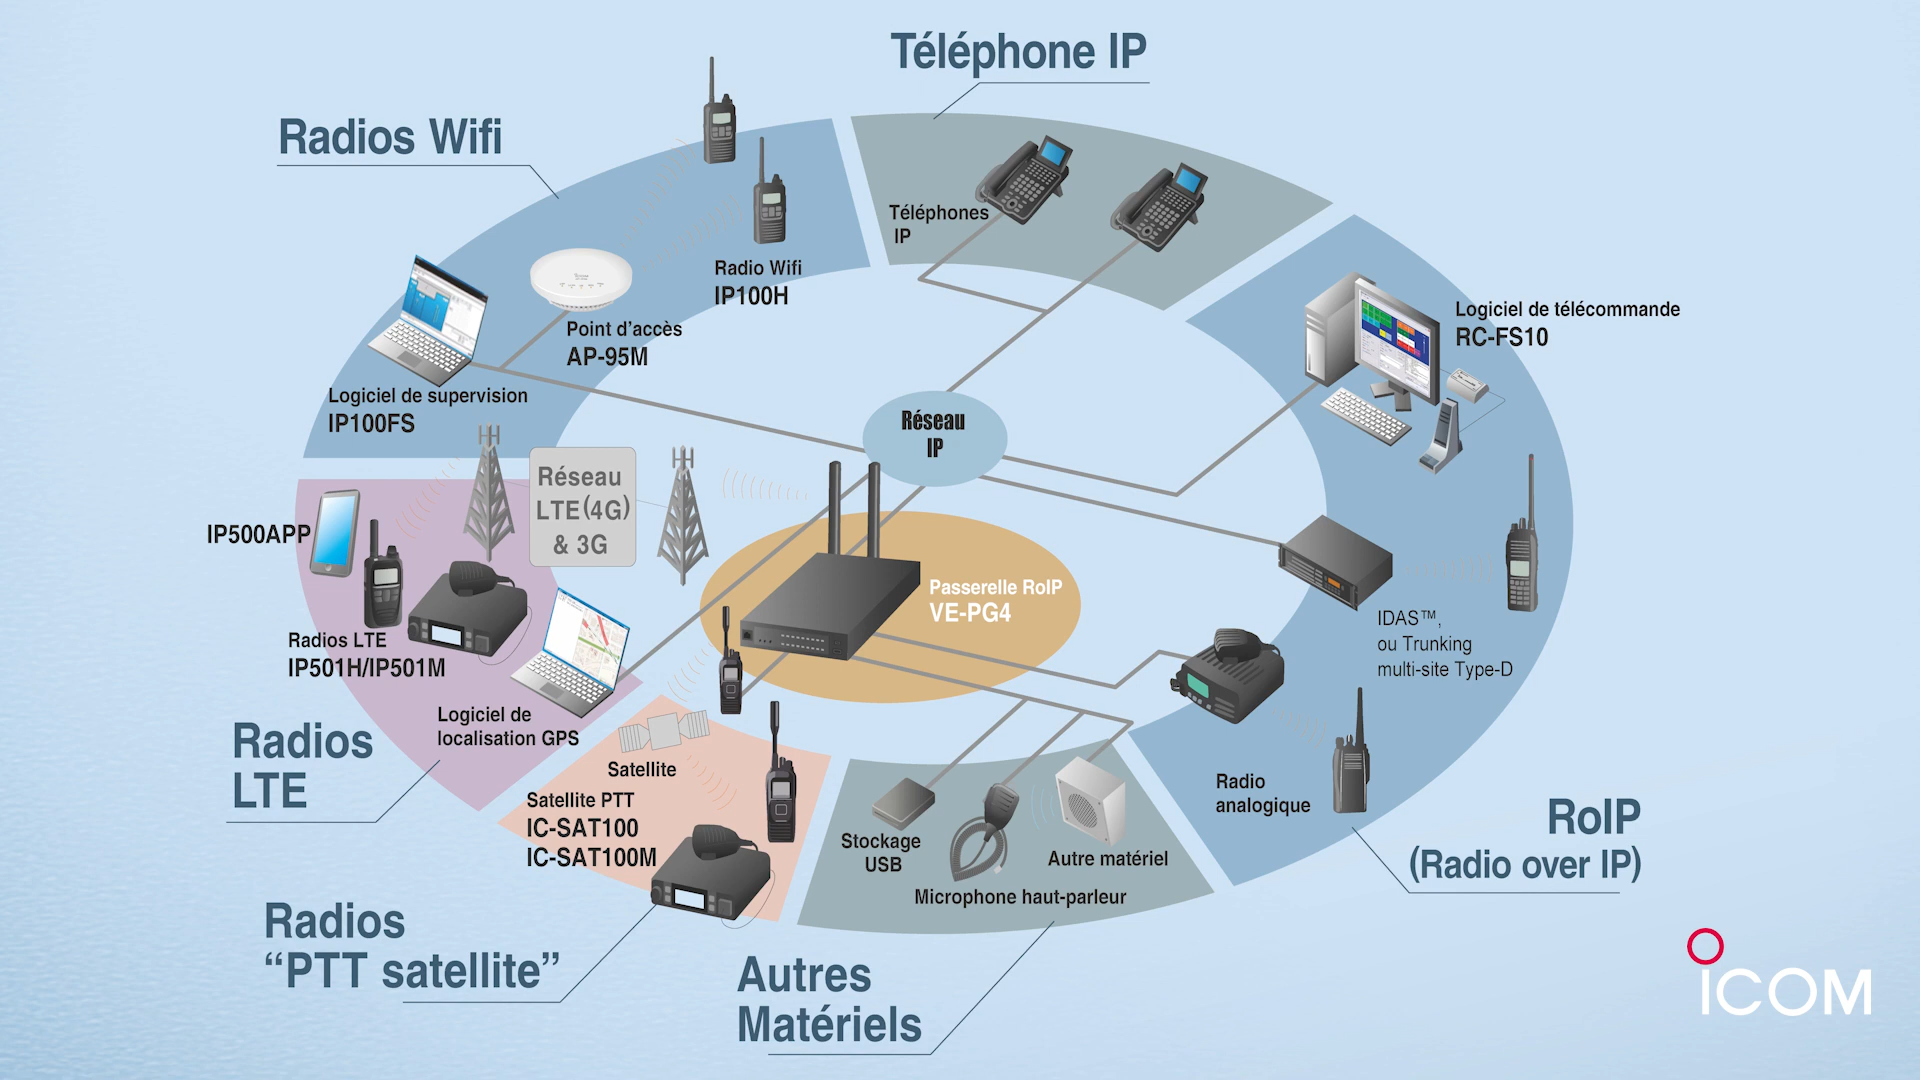 Téléphone IP
Radios Wifi
Téléphones
IP
Radio Wifi
IP100H
Point d'accès
AP-95M
Logiciel de supervision
IP100FS
Logiciel de télécommande
RC-FS10
Réseau
IP
Réseau
LTE (4G)
& 3G
IP500APP
Passerelle RoIP
VE-PG4
Radios LTE
IP501H/IP501M
IDAS™,
ou Trunking
multi-site Type-D
Logiciel de
localisation GPS
Radios
LTE
Satellite
Satellite PTT
IC-SAT100
IC-SAT100M
Radio
analogique
Stockage
USB
Autre matériel
Microphone haut-parleur
RoIP
(Radio over IP)
Radios
“PTT satellite”
Autres
Matériels
ICOM